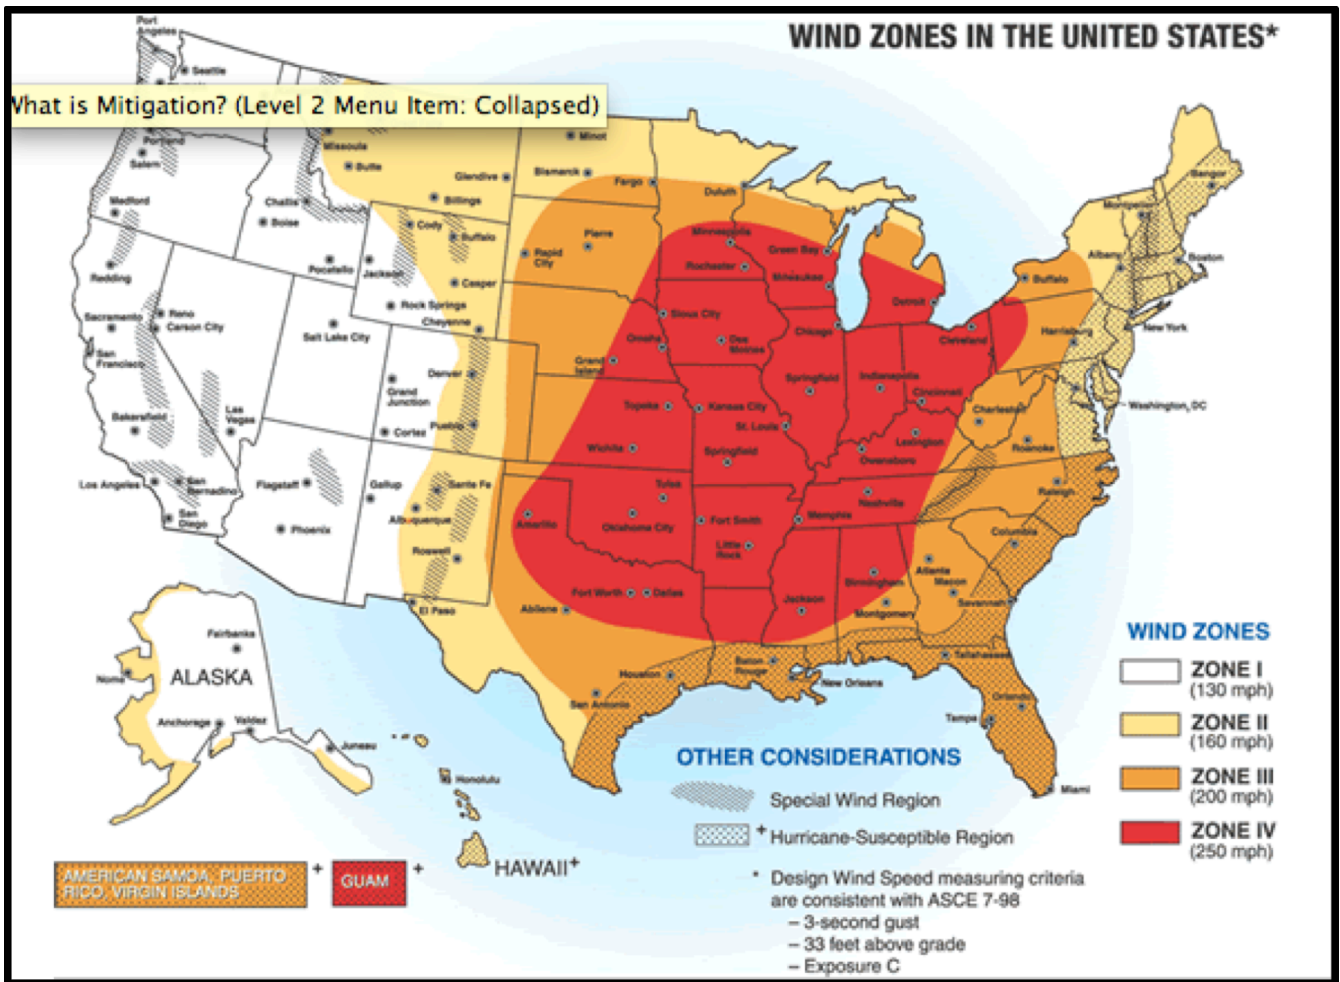 WIND ZONES IN THE UNITED STATES*
Port
Angeles
Seattle
What is Mitigation? (Level 2 Menu Item: Collapsed)
Portland
Salem
Medford
Redding
Sacramento
San
Francisco
Reno
Carson City
Bakersfield
Las
Vegas
Los Angeles
San
Bernadino
San
Diego
Missoula
Butte
Glendive
Billings
Challis
Boise
Pocatello
Jackson
Cody
Buffalo
Casper
Rock Springs
Cheyenne
Salt Lake City
Grand
Junction
Denver
Pueblo
Cortez
Flagstaff
Phoenix
Gallup
Sante Fe
Albuquerque
Roswell
El Paso
Minot
Bismarck
Fargo
Duluth
Rapid
City
Pierre
Minneapolis
Rochester
Green Bay
Milwaukee
Sioux City
Omaha
Des
Moines
Grand
Island
Chicago
Detroit
Cleveland
Topeka
Kansas City
Springfield
Indianapolis
Cincinnati
St. Louis
Wichita
Springfield
Lexington
Owensboro
Charleston
Roanoke
Amarillo
Tulsa
Oklahoma City
Fort Smith
Little
Rock
Memphis
Nashville
Fort Worth
Dallas
Abilene
Jackson
Birmingham
Montgomery
Atlanta
Macon
Savannah
Columbia
Raleigh
Houston
San Antonio
Baton
Rouge
New Orleans
Tallahassee
Orlando
Tampa
Miami
Bangor
Montpelier
Albany
Boston
Buffalo
Harrisburg
New York
Washington, DC
Fairbanks
ALASKA
Nome
Anchorage
Valdez
Juneau
Honolulu
HAWAII+
AMERICAN SAMOA, PUERTO
RICO, VIRGIN ISLANDS
+
GUAM
+
WIND ZONES
ZONE I
(130 mph)
ZONE II
(160 mph)
ZONE III
(200 mph)
ZONE IV
(250 mph)
OTHER CONSIDERATIONS
Special Wind Region
+ Hurricane-Susceptible Region
* Design Wind Speed measuring criteria
are consistent with ASCE 7-98
– 3-second gust
– 33 feet above grade
– Exposure C